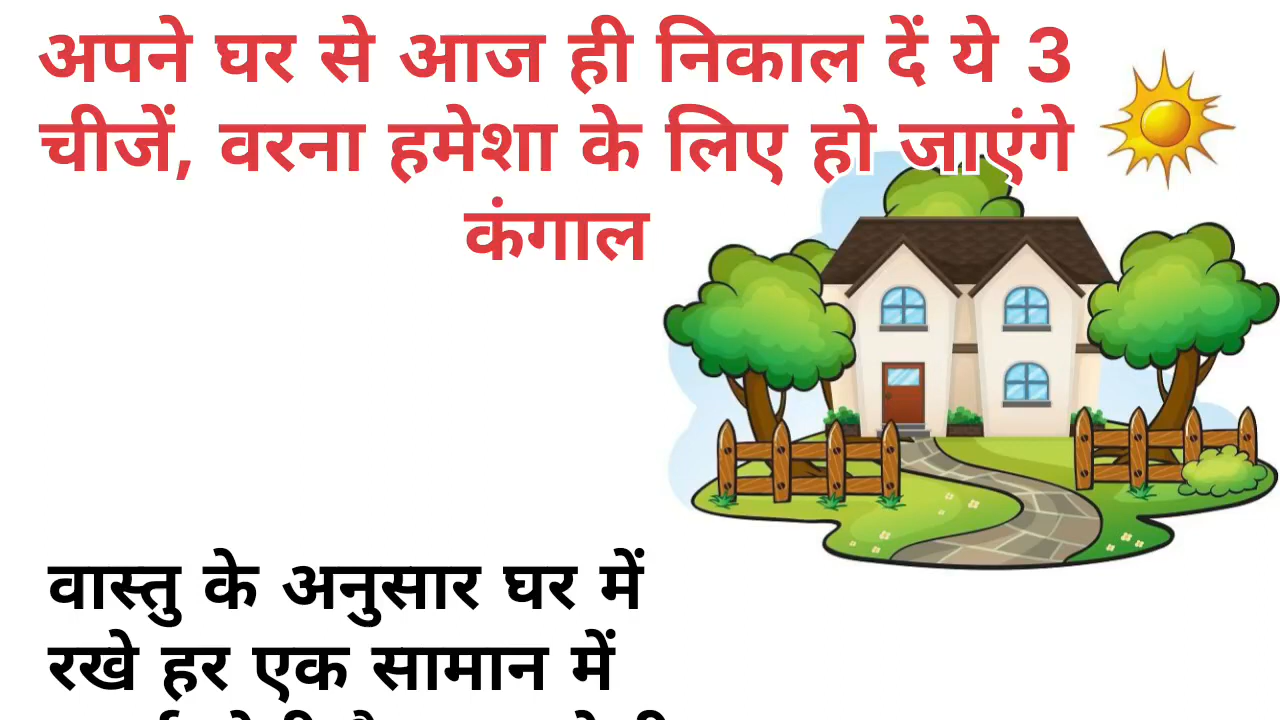 अपने घर से आज ही निकाल दें ये 3
चीजें, वरना हमेशा के लिए हो जाएंगे
कंगाल
वास्तु के अनुसार घर में
रखे हर एक सामान में